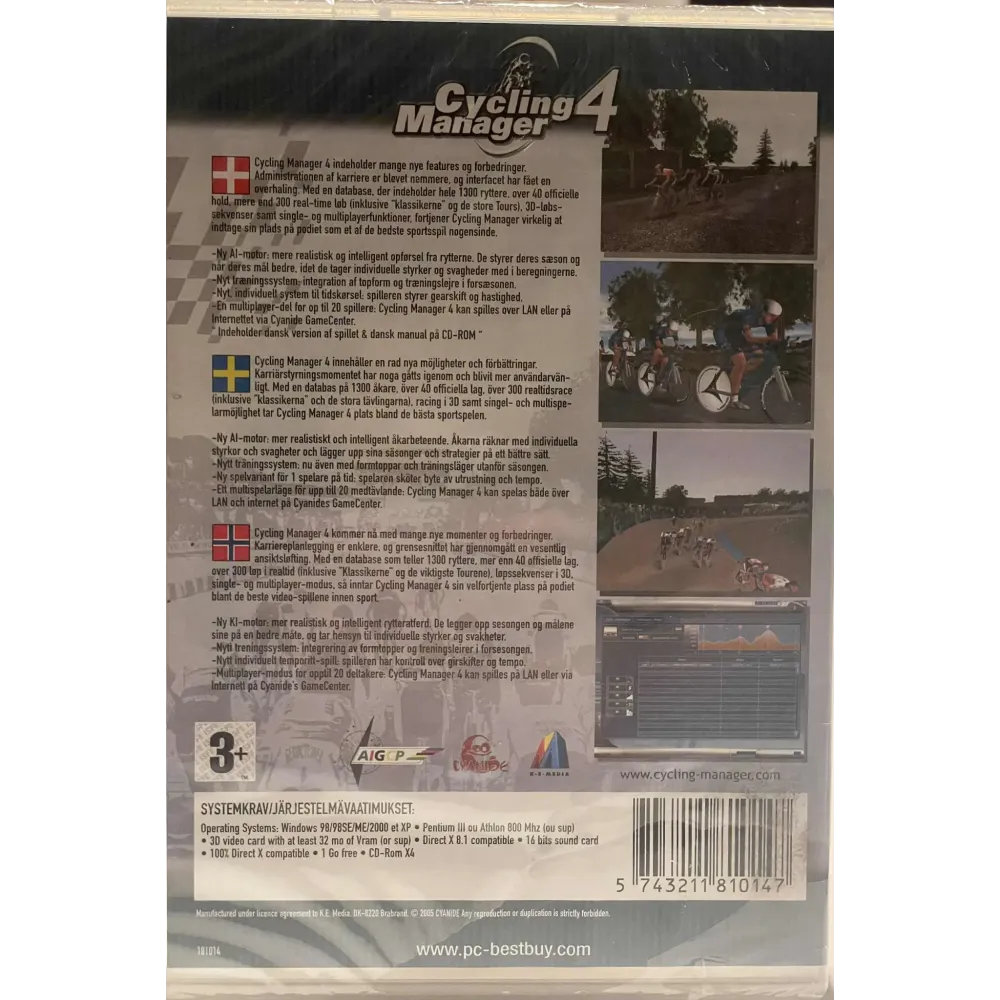 Cycling 4
Manager
Cycling Manager 4 indeholder mange nye features og forbedringer.
Administrationen af karriere er blevet nemmere, og interfacet har fået en
overhaling. Med en database, der indeholder hele 1300 ryttere, over 40 officielle
hold, mere end 300 real-time løb (inklusive "klassikerne" og de store Tours), 3D-løbs-
sekvenser samt single- og multiplayerfunktioner, fortjener Cycling Manager virkelig at
indtage sin plads på podiet som et af de bedste sportsspil nogensinde.
-Ny AI-motor: mere realistisk og intelligent opførsel fra rytterne. De styrer deres sæson og
når deres mål bedre, idet de tager individuelle styrker og svagheder med i beregningerne.
-Nyt træningssystem: integration af topform og træningslejre i forsæsonen.
-Nyt, individuelt system til tidskørsel: spilleren styrer gearskift og hastighed.
-En multiplayer-del for op til 20 spillere: Cycling Manager 4 kan spilles over LAN eller på
Internettet via Cyanide GameCenter.
" Indeholder dansk version af spillet & dansk manual på CD-ROM "
Cycling Manager 4 innehåller en rad nya möjligheter och förbättringar.
Karriärstyrningsmomentet har noga gåtts igenom och blivit mer användarvän-
ligt. Med en databas på 1300 åkare, över 40 officiella lag, över 300 realtidsrace
(inklusive "klassikerna" och de stora tävlingarna), racing i 3D samt singel- och multispe-
larmöjlighet tar Cycling Manager 4 plats bland de bästa sportspelen.
-Ny AI-motor: mer realistiskt och intelligent åkarbeteende. Åkarna räknar med individuella
styrkor och svagheter och lägger upp sina säsonger och strategier på ett bättre sätt.
-Nytt träningssystem: nu även med formtoppar och träningsläger utanför säsongen.
-Ny spelvariant för 1 spelare på tid: spelaren sköter byte av utrustning och tempo.
-Ett multispelarläge för upp till 20 medtävlande: Cycling Manager 4 kan spelas både över
LAN och internet på Cyanides GameCenter.
Cycling Manager 4 kommer nå med mange nye momenter og forbedringer.
Karriereplanlegging er enklere, og grensesnittet har gjennomgått en vesentlig
ansiktsløfting. Med en database som teller 1300 ryttere, mer enn 40 offisielle lag,
over 300 løp i realtid (inklusive "Klassikerne" og de viktigste Tourene), løpssekvenser i 3D,
single- og multiplayer-modus, så inntar Cycling Manager 4 sin velfortjente plass på podiet
blant de beste video-spillene innen sport.
-Ny KI-motor: mer realistisk og intelligent rytteratferd. De legger opp sesongen og målene
sine på en bedre måte, og tar hensyn til individuelle styrker og svakheter.
-Nytt treningssystem: integrering av formtopper og treningsleirer i forsesongen.
-Nytt individuelt temporitt-spill: spilleren har kontroll over girskifter og tempo.
-Multiplayer-modus for opptil 20 deltakere: Cycling Manager 4 kan spilles på LAN eller via
Internett på Cyanide's GameCenter.
3+
TM
AIGCP
CYANIDE
K-E-MEDIA
www.cycling-manager.com
SYSTEMKRAV/JÄRJESTELMÄVAATIMUKSET:
Operating Systems: Windows 98/98SE/ME/2000 et XP • Pentium III ou Athlon 800 Mhz (ou sup)
• 3D video card with at least 32 mo of Vram (or sup) • Direct X 8.1 compatible • 16 bits sound card
• 100% Direct X compatible • 1 Go free • CD-Rom X4
5 743211 810147
Manufactured under licence agreement to K.E. Media. DK-8220 Brabrand. © 2005 CYANIDE Any reproduction or duplication is strictly forbidden.
181014
www.pc-bestbuy.com